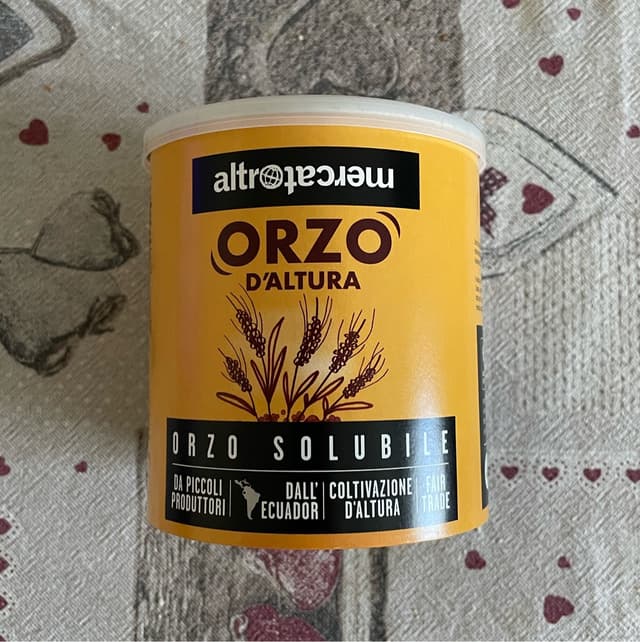 altromercato
ORZO
D'ALTURA
ORZO SOLUBILE
DA PICCOLI
PRODUTTORI
DALL'
ECUADOR
COLTIVAZIONE
D'ALTURA
FAIR
TRADE